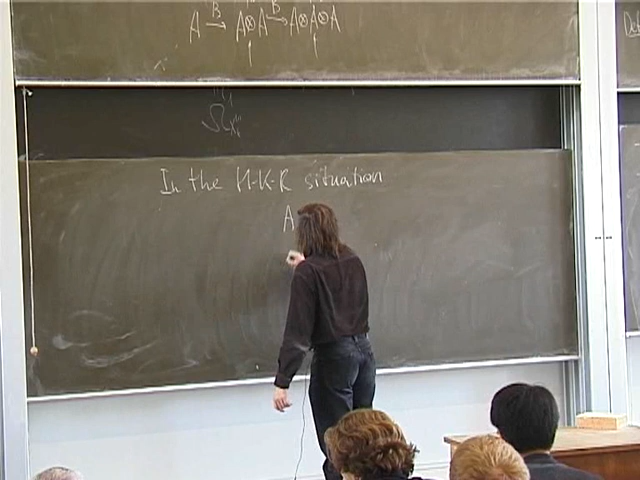 A B→ A⊗A B→ A⊗A⊗A
↑ ↑
Ω
In the H-K-R situation
A